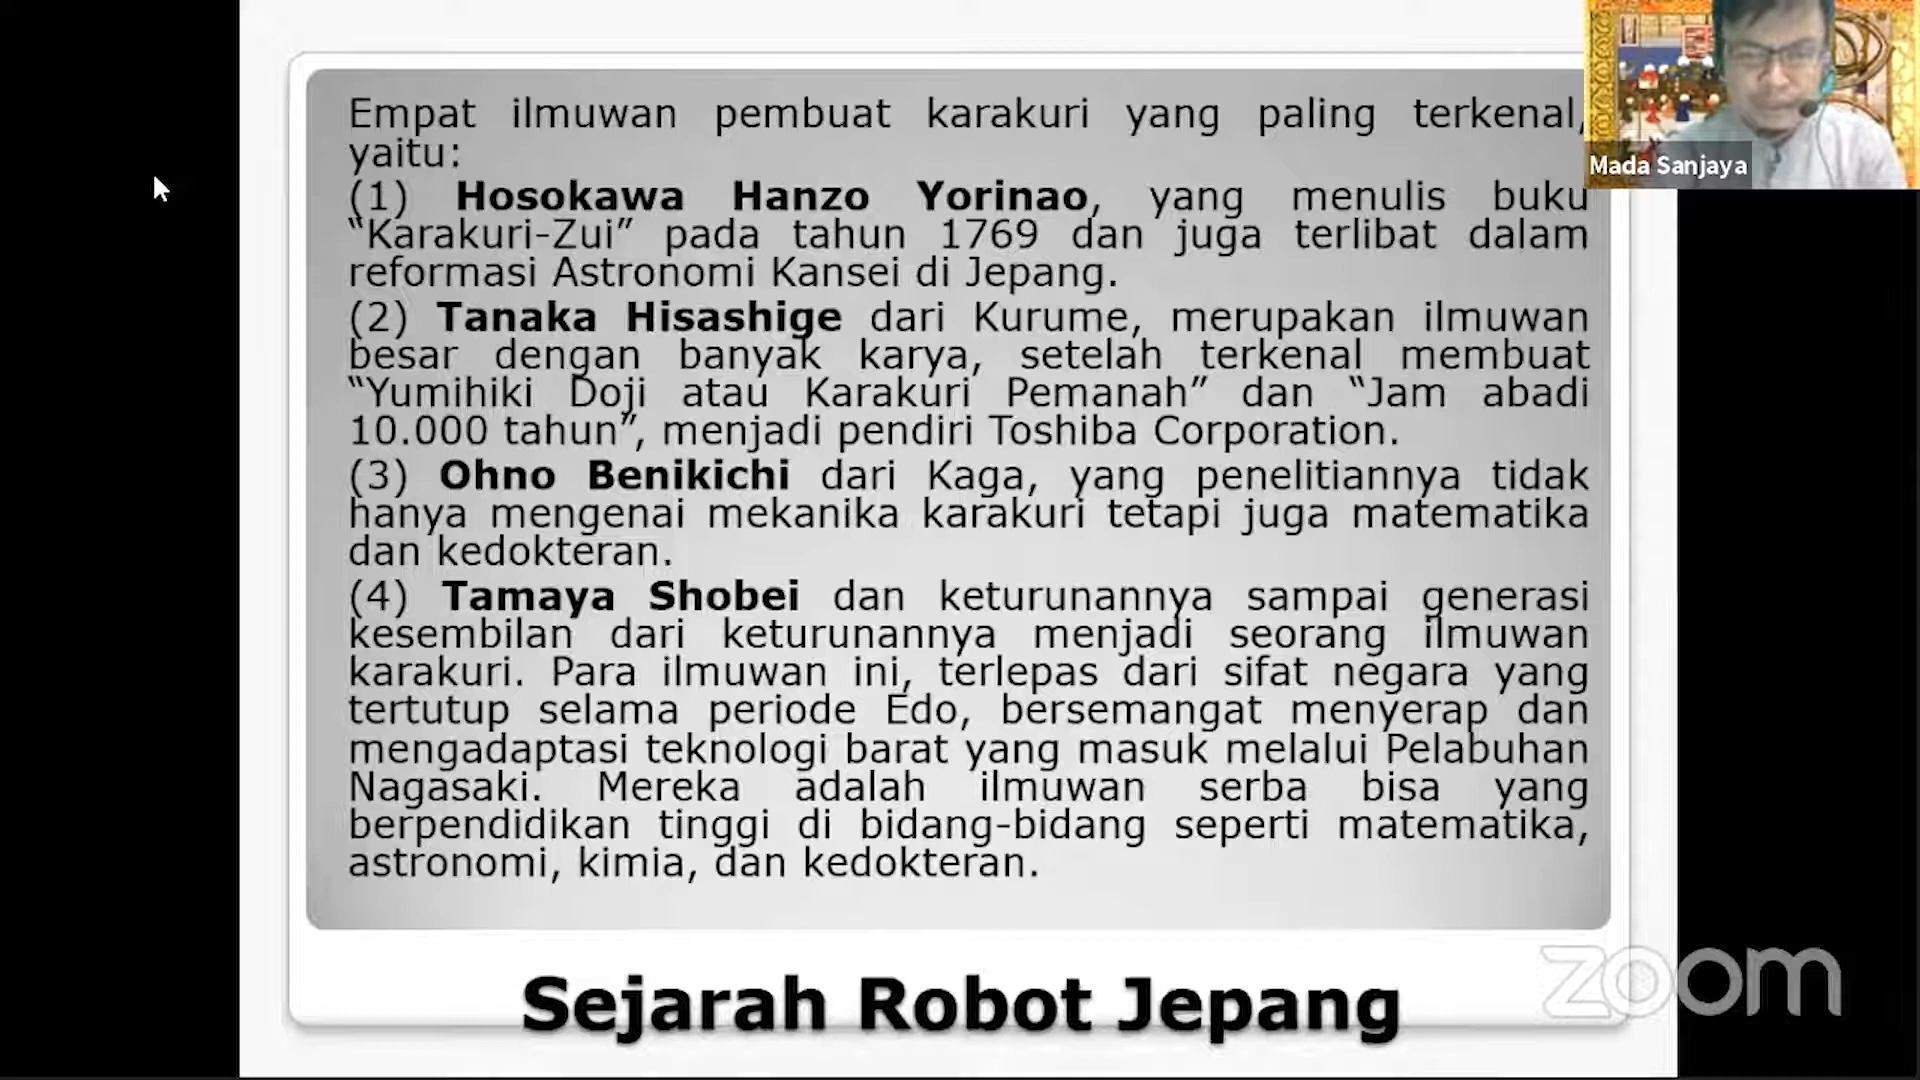 Empat ilmuwan pembuat karakuri yang paling terkenal,
yaitu:
(1) Hosokawa Hanzo Yorinao, yang menulis buku
“Karakuri-Zui” pada tahun 1769 dan juga terlibat dalam
reformasi Astronomi Kansei di Jepang.
(2) Tanaka Hisashige dari Kurume, merupakan ilmuwan
besar dengan banyak karya, setelah terkenal membuat
“Yumihiki Doji atau Karakuri Pemanah” dan “Jam abadi
10.000 tahun”, menjadi pendiri Toshiba Corporation.
(3) Ohno Benikichi dari Kaga, yang penelitiannya tidak
hanya mengenai mekanika karakuri tetapi juga matematika
dan kedokteran.
(4) Tamaya Shobei dan keturunannya sampai generasi
kesembilan dari keturunannya menjadi seorang ilmuwan
karakuri. Para ilmuwan ini, terlepas dari sifat negara yang
tertutup selama periode Edo, bersemangat menyerap dan
mengadaptasi teknologi barat yang masuk melalui Pelabuhan
Nagasaki. Mereka adalah ilmuwan serba bisa yang
berpendidikan tinggi di bidang-bidang seperti matematika,
astronomi, kimia, dan kedokteran.
Sejarah Robot Jepang
Mada Sanjaya
zoom